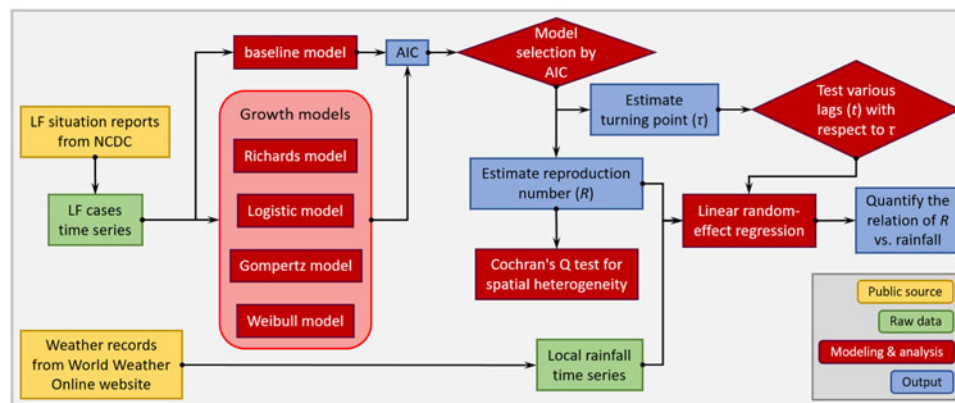 baseline model
AIC
Model
selection by
AIC
LF situation reports
from NCDC
LF cases
time series
Growth models
Richards model
Logistic model
Gompertz model
Weibull model
Estimate
turning point (τ)
Test various
lags (t) with
respect to τ
Estimate reproduction
number (R)
Cochran's Q test for
spatial heterogeneity
Linear random-
effect regression
Quantify the
relation of R
vs. rainfall
Weather records
from World Weather
Online website
Local rainfall
time series
Public source
Raw data
Modeling & analysis
Output